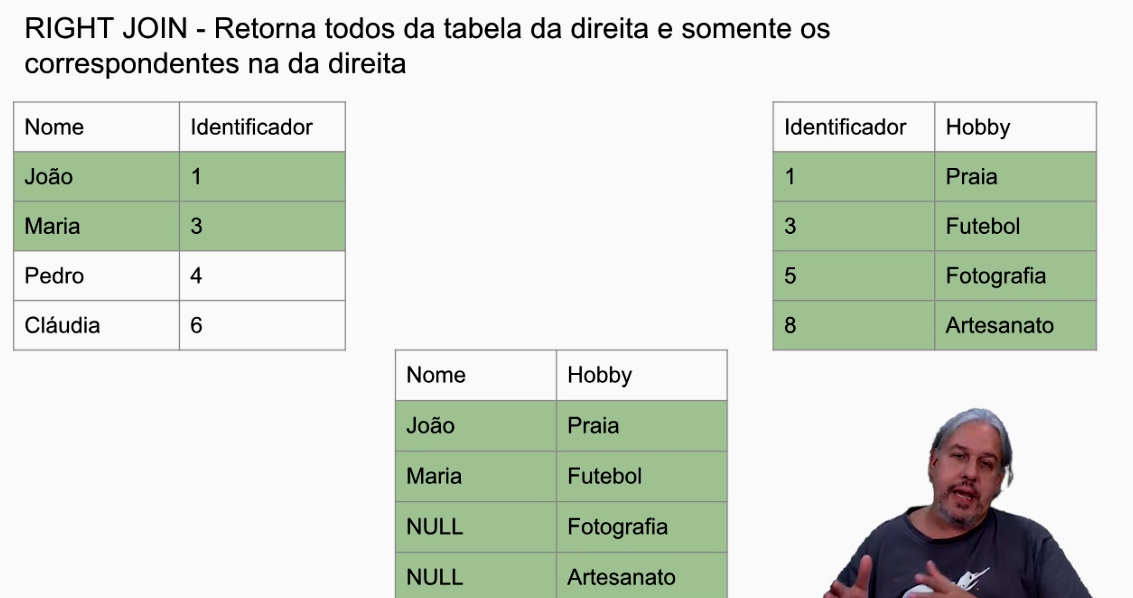 RIGHT JOIN - Retorna todos da tabela da direita e somente os
correspondentes na da direita
Nome Identificador
João 1
Maria 3
Pedro 4
Cláudia 6
Identificador Hobby
1 Praia
3 Futebol
5 Fotografia
8 Artesanato
Nome Hobby
João Praia
Maria Futebol
NULL Fotografia
NULL Artesanato